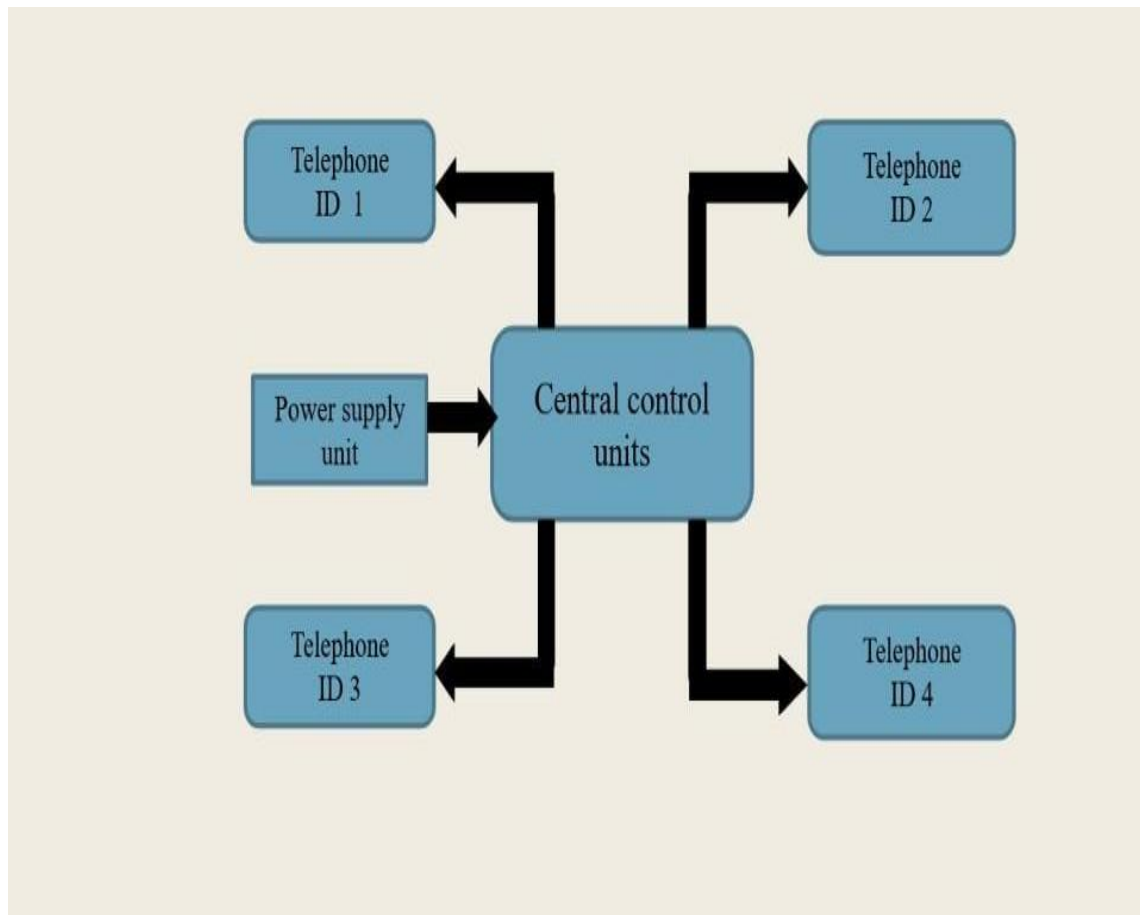 Telephone
ID 1
Telephone
ID 2
Power supply
unit
Central control
units
Telephone
ID 3
Telephone
ID 4